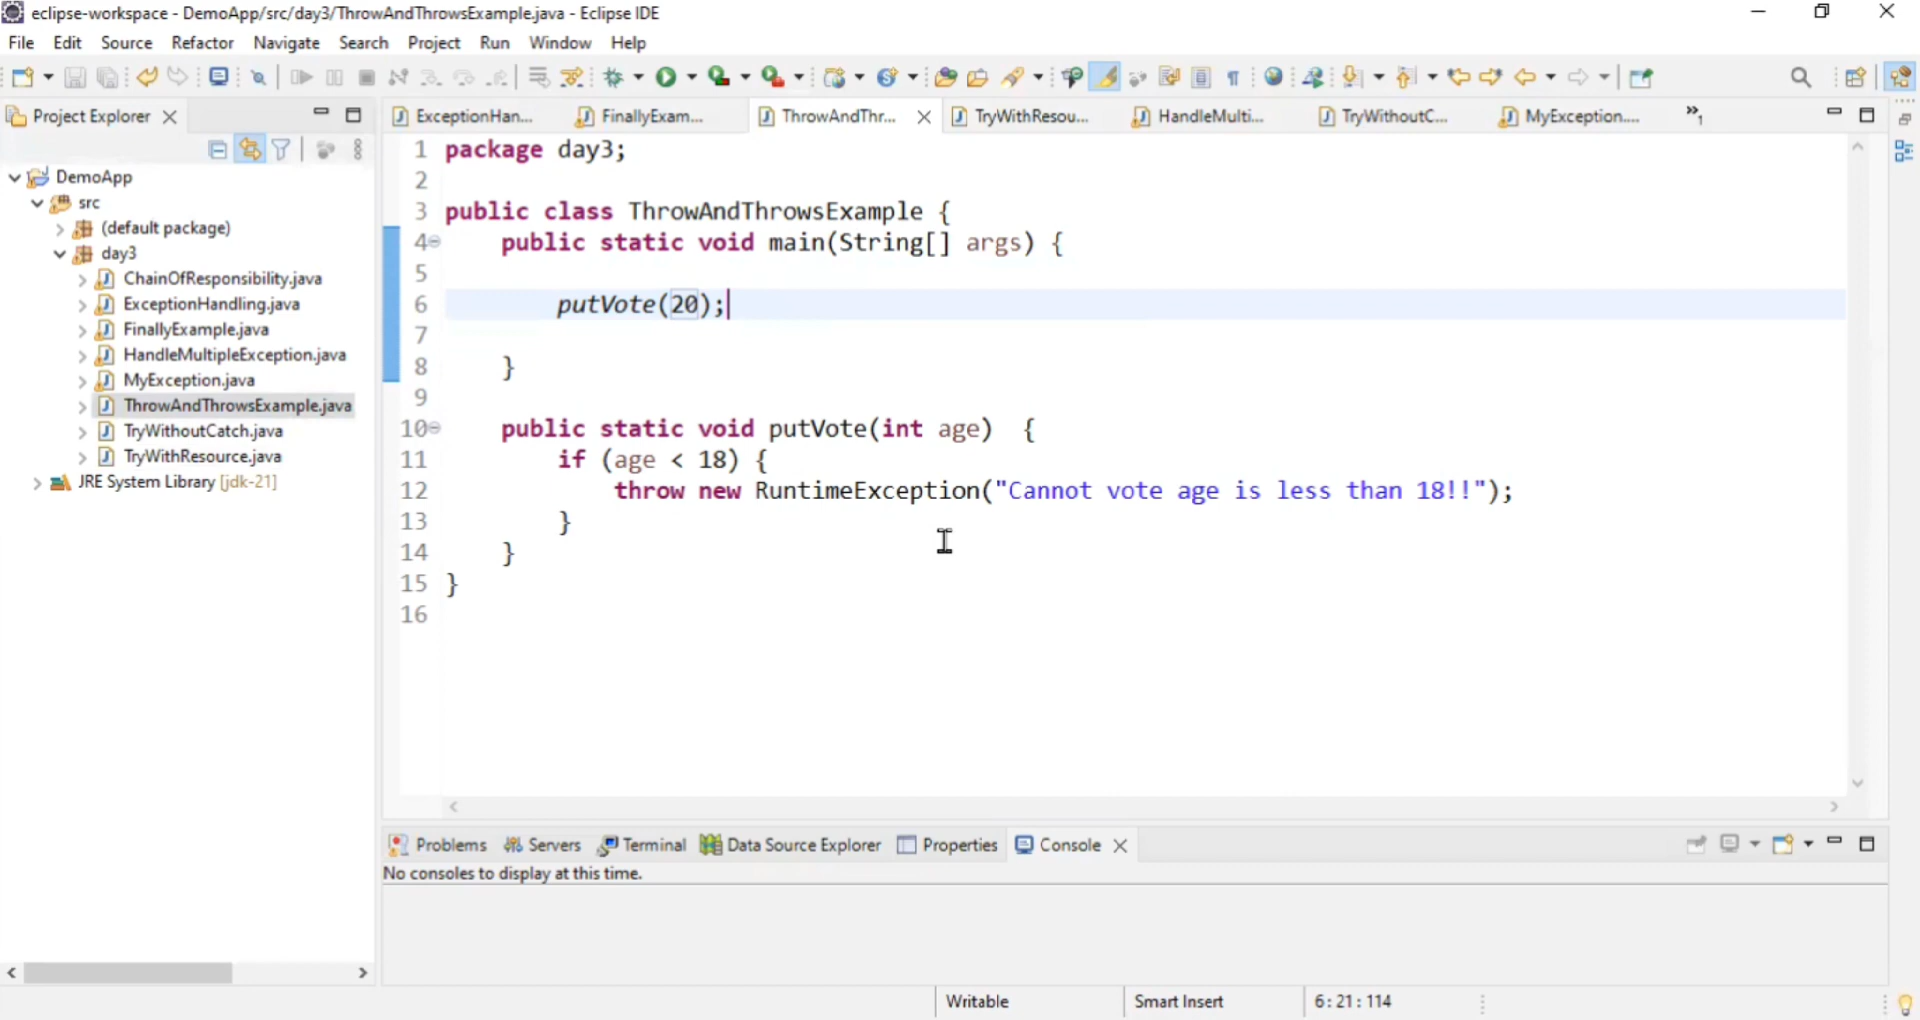 eclipse-workspace - DemoApp/src/day3/ThrowAndThrowsExample.java - Eclipse IDE
File Edit Source Refactor Navigate Search Project Run Window Help
Project Explorer
ExceptionHan... FinallyExam... ThrowAndThr... TryWithResou... HandleMulti... TryWithoutC... MyException.... »1
DemoApp
src
(default package)
day3
ChainOfResponsibility.java
ExceptionHandling.java
FinallyExample.java
HandleMultipleException.java
MyException.java
ThrowAndThrowsExample.java
TryWithoutCatch.java
TryWithResource.java
JRE System Library [jdk-21]
1 package day3;
2
3 public class ThrowAndThrowsExample {
4 public static void main(String[] args) {
5
6 putVote(20);
7
8 }
9
10 public static void putVote(int age) {
11 if (age < 18) {
12 throw new RuntimeException("Cannot vote age is less than 18!!");
13 }
14 }
15 }
16
Problems Servers Terminal Data Source Explorer Properties Console
No consoles to display at this time.
Writable Smart Insert 6:21:114